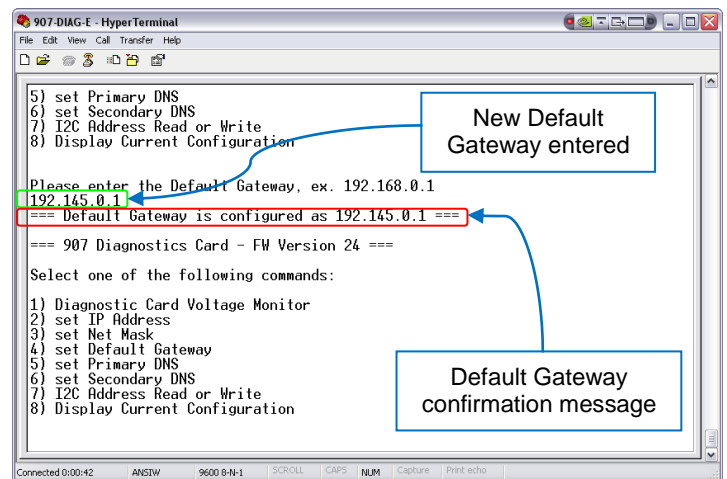 907-DIAG-E - HyperTerminal
File Edit View Call Transfer Help
5) set Primary DNS
6) set Secondary DNS
7) I2C Address Read or Write
8) Display Current Configuration
New Default
Gateway entered
Please enter the Default Gateway, ex. 192.168.0.1
192.145.0.1
=== Default Gateway is configured as 192.145.0.1 ===
=== 907 Diagnostics Card - FW Version 24 ===
Select one of the following commands:
1) Diagnostic Card Voltage Monitor
2) set IP Address
3) set Net Mask
4) set Default Gateway
5) set Primary DNS
6) set Secondary DNS
7) I2C Address Read or Write
8) Display Current Configuration
Default Gateway
confirmation message
Connected 0:00:42 ANSIW 9600 8-N-1 SCROLL CAPS NUM Capture Print echo